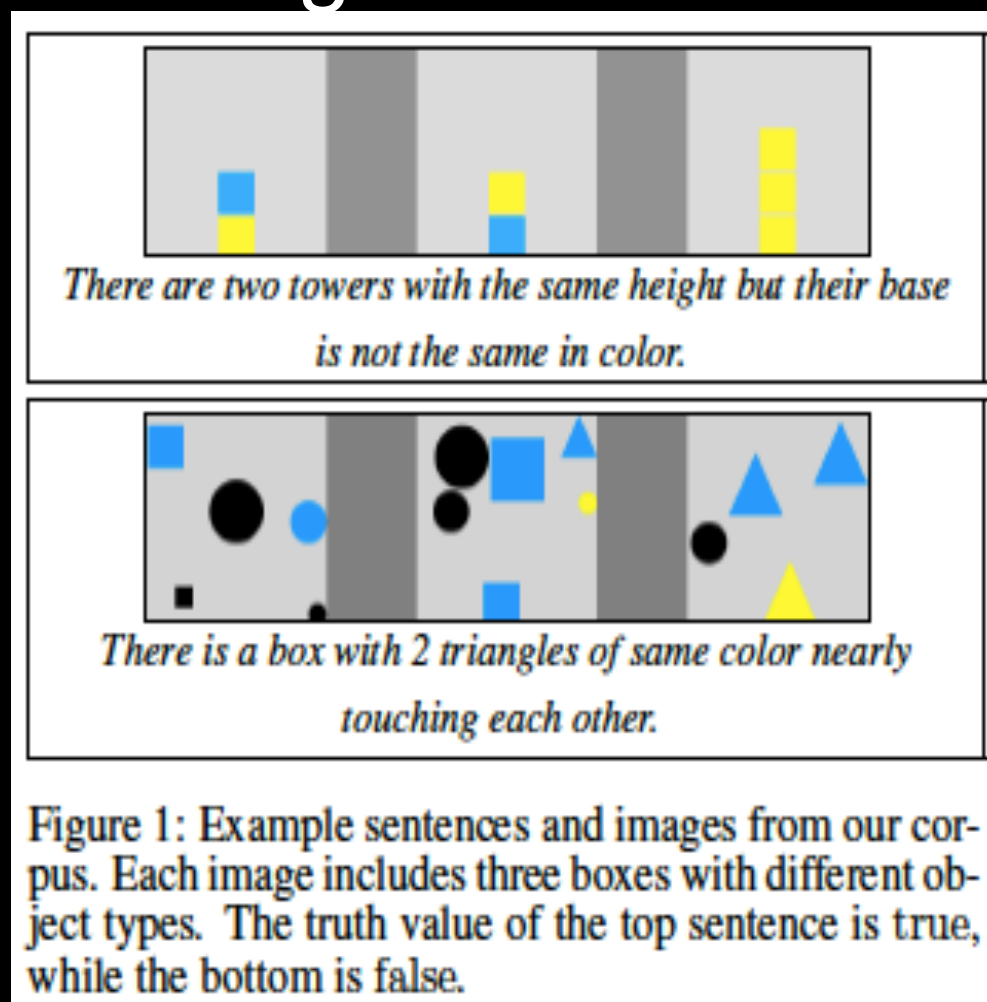 There are two towers with the same height but their base
is not the same in color.
There is a box with 2 triangles of same color nearly
touching each other.
Figure 1: Example sentences and images from our cor-
pus. Each image includes three boxes with different ob-
ject types. The truth value of the top sentence is true,
while the bottom is false.